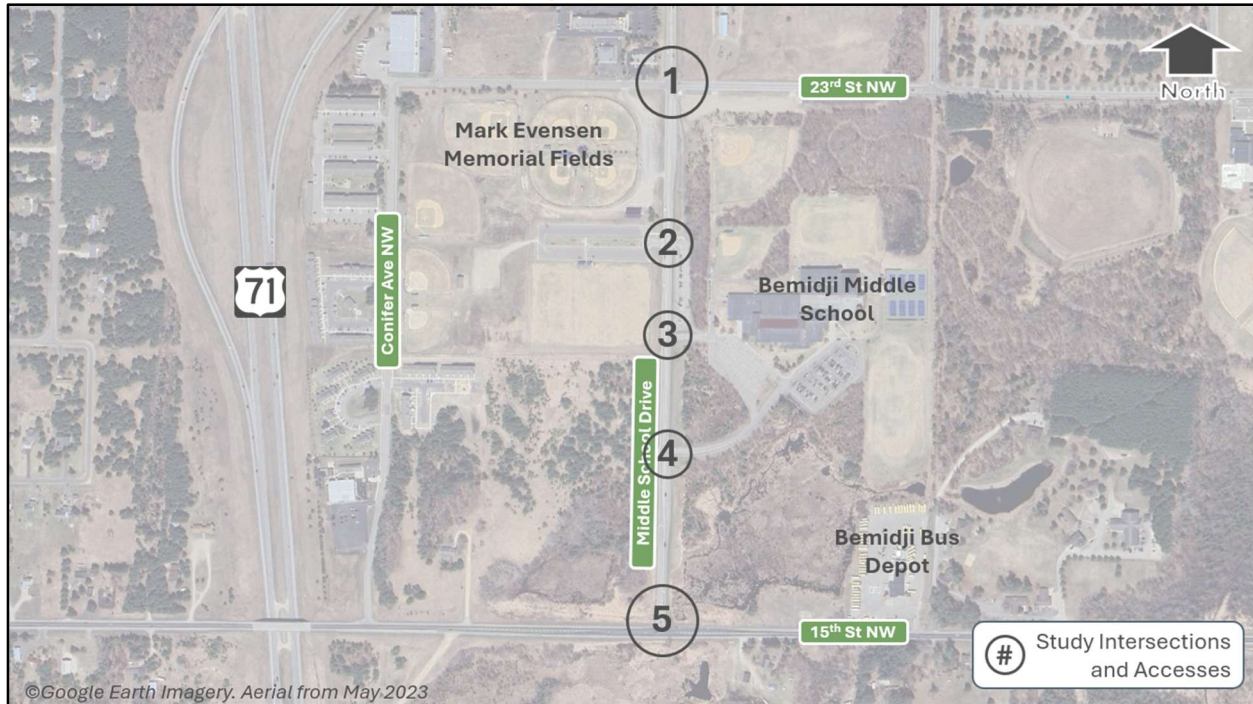 1
23rd St NW
North
Mark Evensen
Memorial Fields
2
71
Conifer Ave NW
Bemidji Middle
School
3
Middle School Drive
4
Bemidji Bus
Depot
5
15th St NW
# Study Intersections
and Accesses
©Google Earth Imagery. Aerial from May 2023